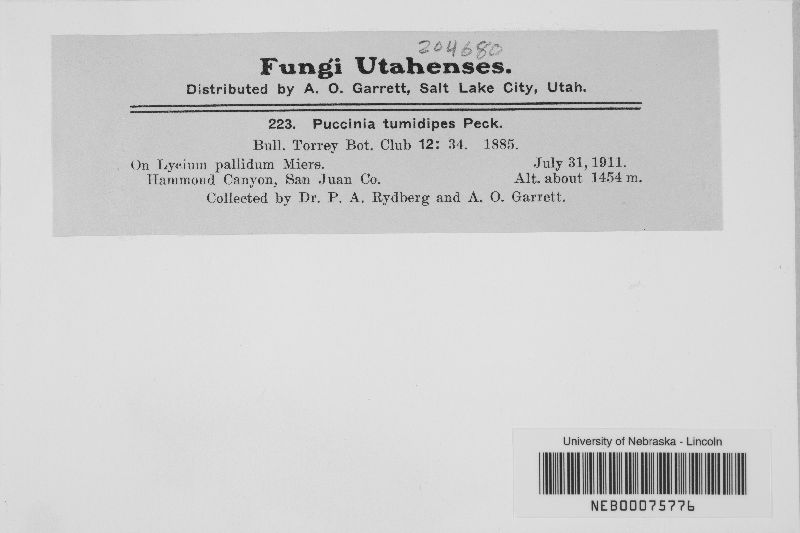 204680
Fungi Utahenses.
Distributed by A. O. Garrett, Salt Lake City, Utah.
223. Puccinia tumidipes Peck.
Bull. Torrey Bot. Club 12: 34. 1885.
On Lycium pallidum Miers. July 31, 1911.
Hammond Canyon, San Juan Co. Alt. about 1454 m.
Collected by Dr. P. A. Rydberg and A. O. Garrett.
University of Nebraska - Lincoln
NEB00075776